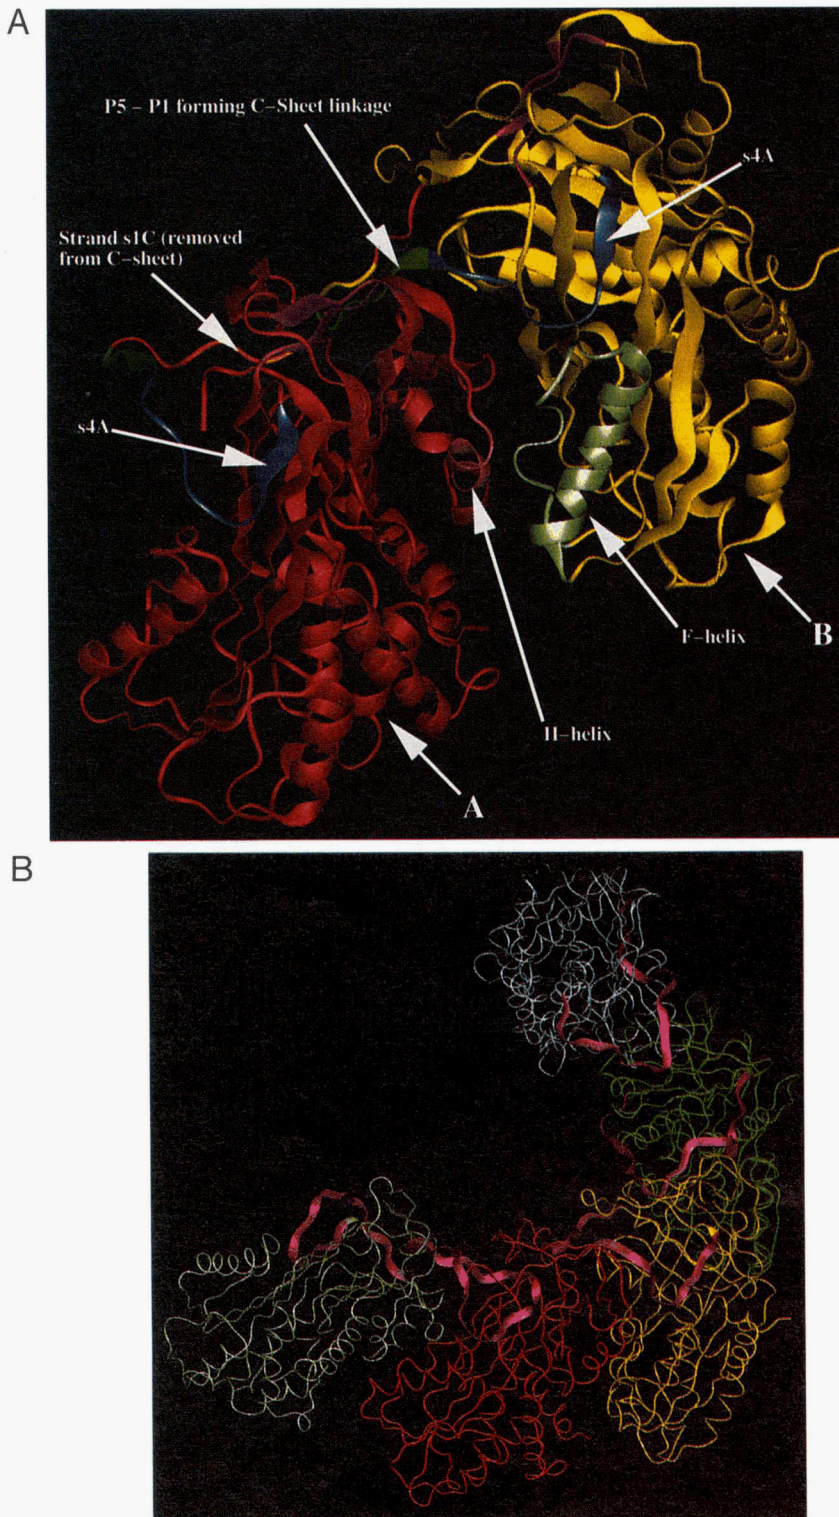 A
P5 – P1 forming C–Sheet linkage
s4A
Strand s1C (removed
from C–sheet)
s4A
B
F–helix
H–helix
A
B